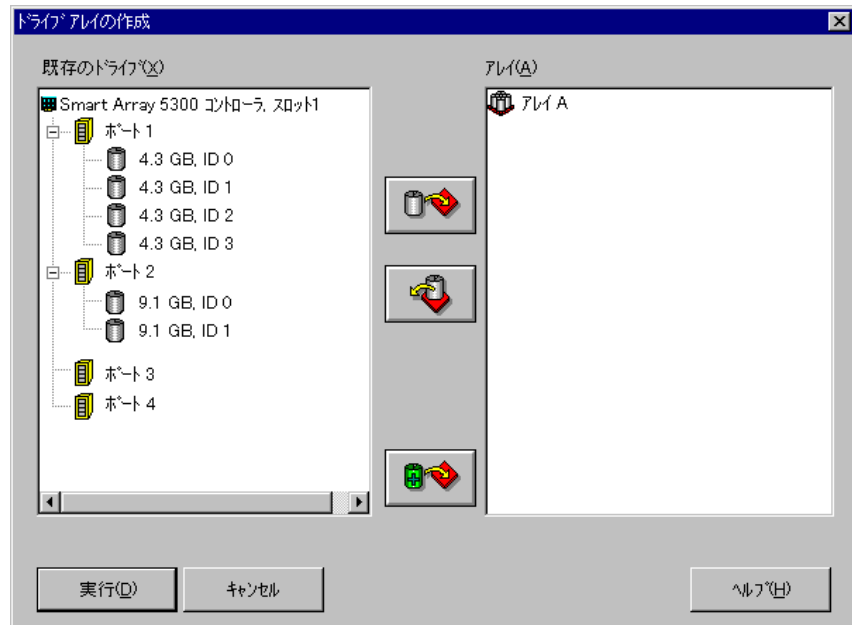 ﾄﾞﾗｲﾌﾞ ｱﾚｲの作成
既存のﾄﾞﾗｲﾌﾞ(X)
Smart Array 5300 ｺﾝﾄﾛｰﾗ, ｽﾛｯﾄ1
ﾎﾟｰﾄ 1
4.3 GB, ID 0
4.3 GB, ID 1
4.3 GB, ID 2
4.3 GB, ID 3
ﾎﾟｰﾄ 2
9.1 GB, ID 0
9.1 GB, ID 1
ﾎﾟｰﾄ 3
ﾎﾟｰﾄ 4
ｱﾚｲ(A)
ｱﾚｲ A
実行(D)
ｷｬﾝｾﾙ
ﾍﾙﾌﾟ(H)